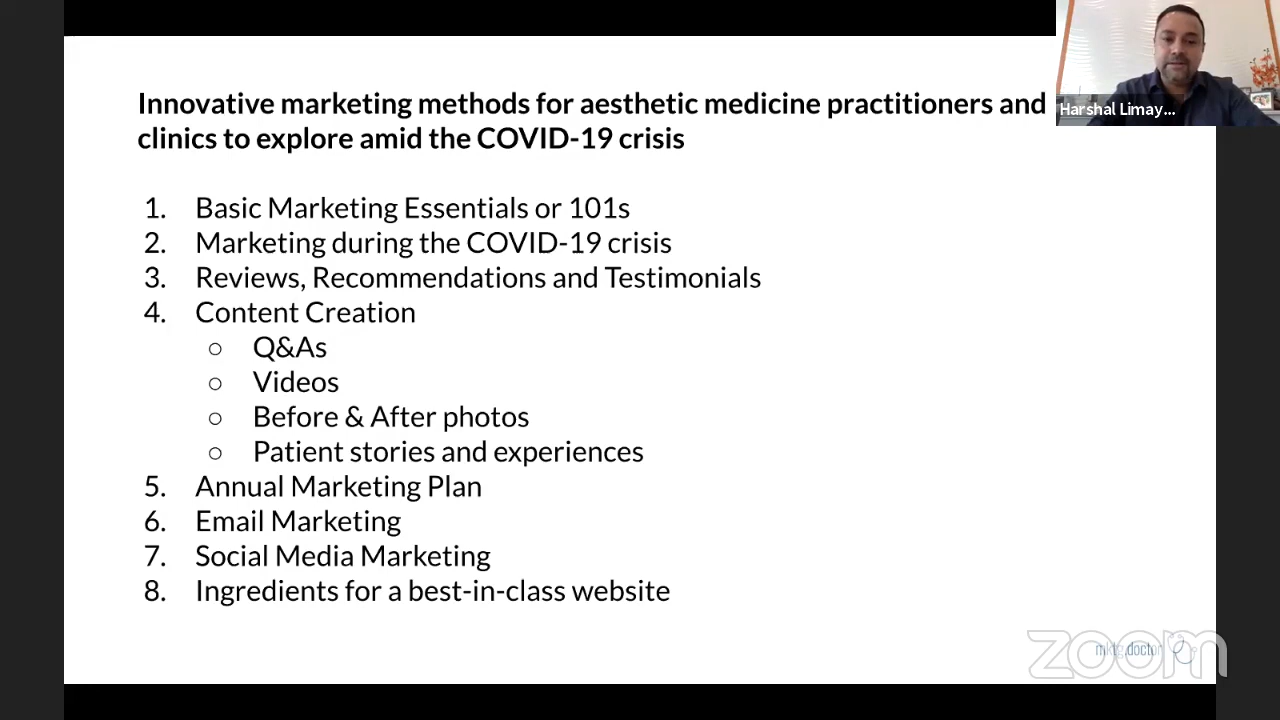 Innovative marketing methods for aesthetic medicine practitioners and
clinics to explore amid the COVID-19 crisis
Harshal Limay...
1. Basic Marketing Essentials or 101s
2. Marketing during the COVID-19 crisis
3. Reviews, Recommendations and Testimonials
4. Content Creation
○ Q&As
○ Videos
○ Before & After photos
○ Patient stories and experiences
5. Annual Marketing Plan
6. Email Marketing
7. Social Media Marketing
8. Ingredients for a best-in-class website
mktg.doctor
zoom